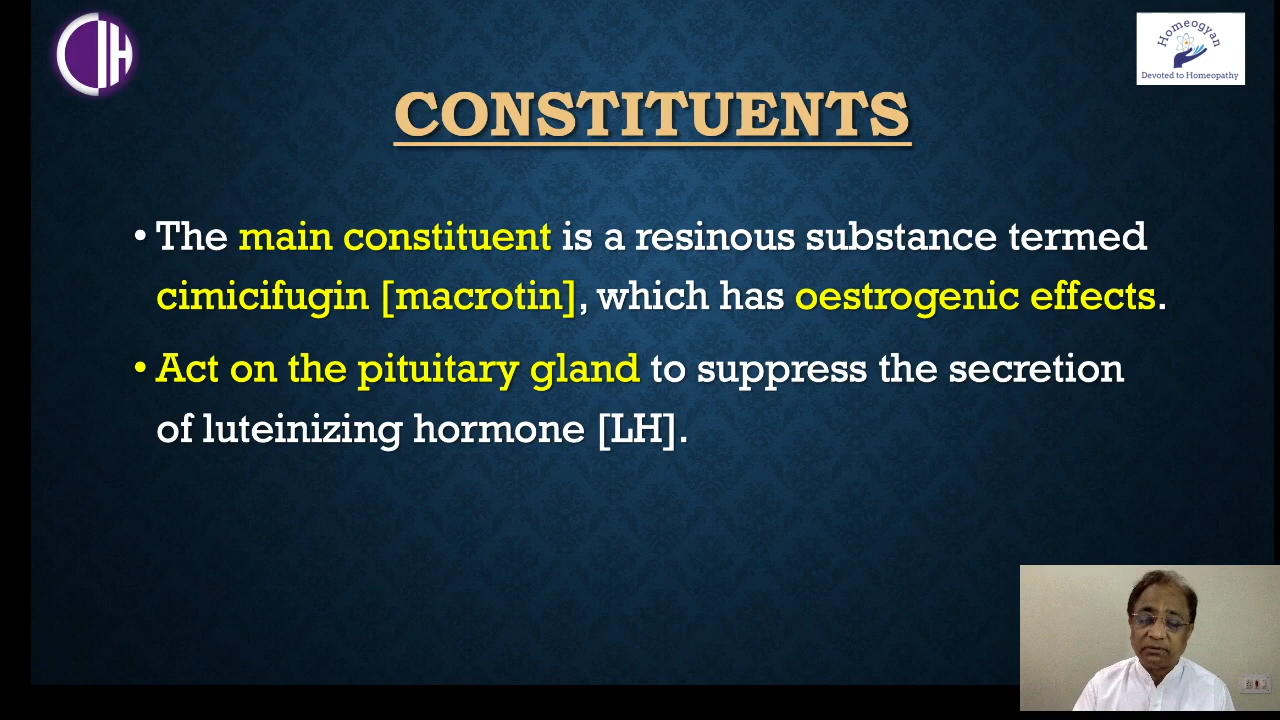 Homeogyan
Devoted to Homeopathy
CONSTITUENTS
• The main constituent is a resinous substance termed
cimicifugin [macrotin], which has oestrogenic effects.
• Act on the pituitary gland to suppress the secretion
of luteinizing hormone [LH].